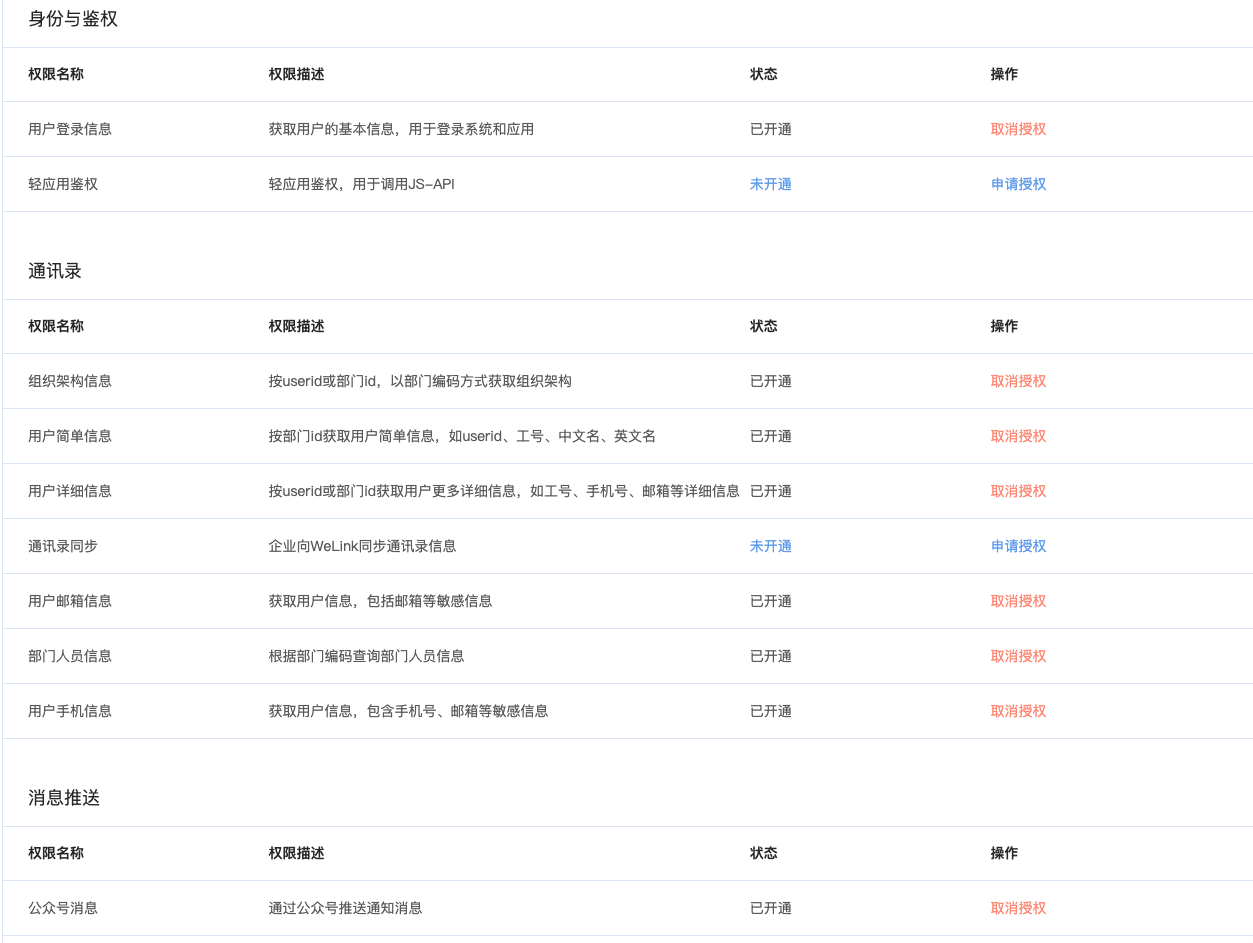 身份与鉴权
权限名称 权限描述 状态 操作
用户登录信息 获取用户的基本信息，用于登录系统和应用 已开通 取消授权
轻应用鉴权 轻应用鉴权，用于调用JS-API 未开通 申请授权
通讯录
权限名称 权限描述 状态 操作
组织架构信息 按userid或部门id，以部门编码方式获取组织架构 已开通 取消授权
用户简单信息 按部门id获取用户简单信息，如userid、工号、中文名、英文名 已开通 取消授权
用户详细信息 按userid或部门id获取用户更多详细信息，如工号、手机号、邮箱等详细信息 已开通 取消授权
通讯录同步 企业向WeLink同步通讯录信息 未开通 申请授权
用户邮箱信息 获取用户信息，包括邮箱等敏感信息 已开通 取消授权
部门人员信息 根据部门编码查询部门人员信息 已开通 取消授权
用户手机信息 获取用户信息，包含手机号、邮箱等敏感信息 已开通 取消授权
消息推送
权限名称 权限描述 状态 操作
公众号消息 通过公众号推送通知消息 已开通 取消授权